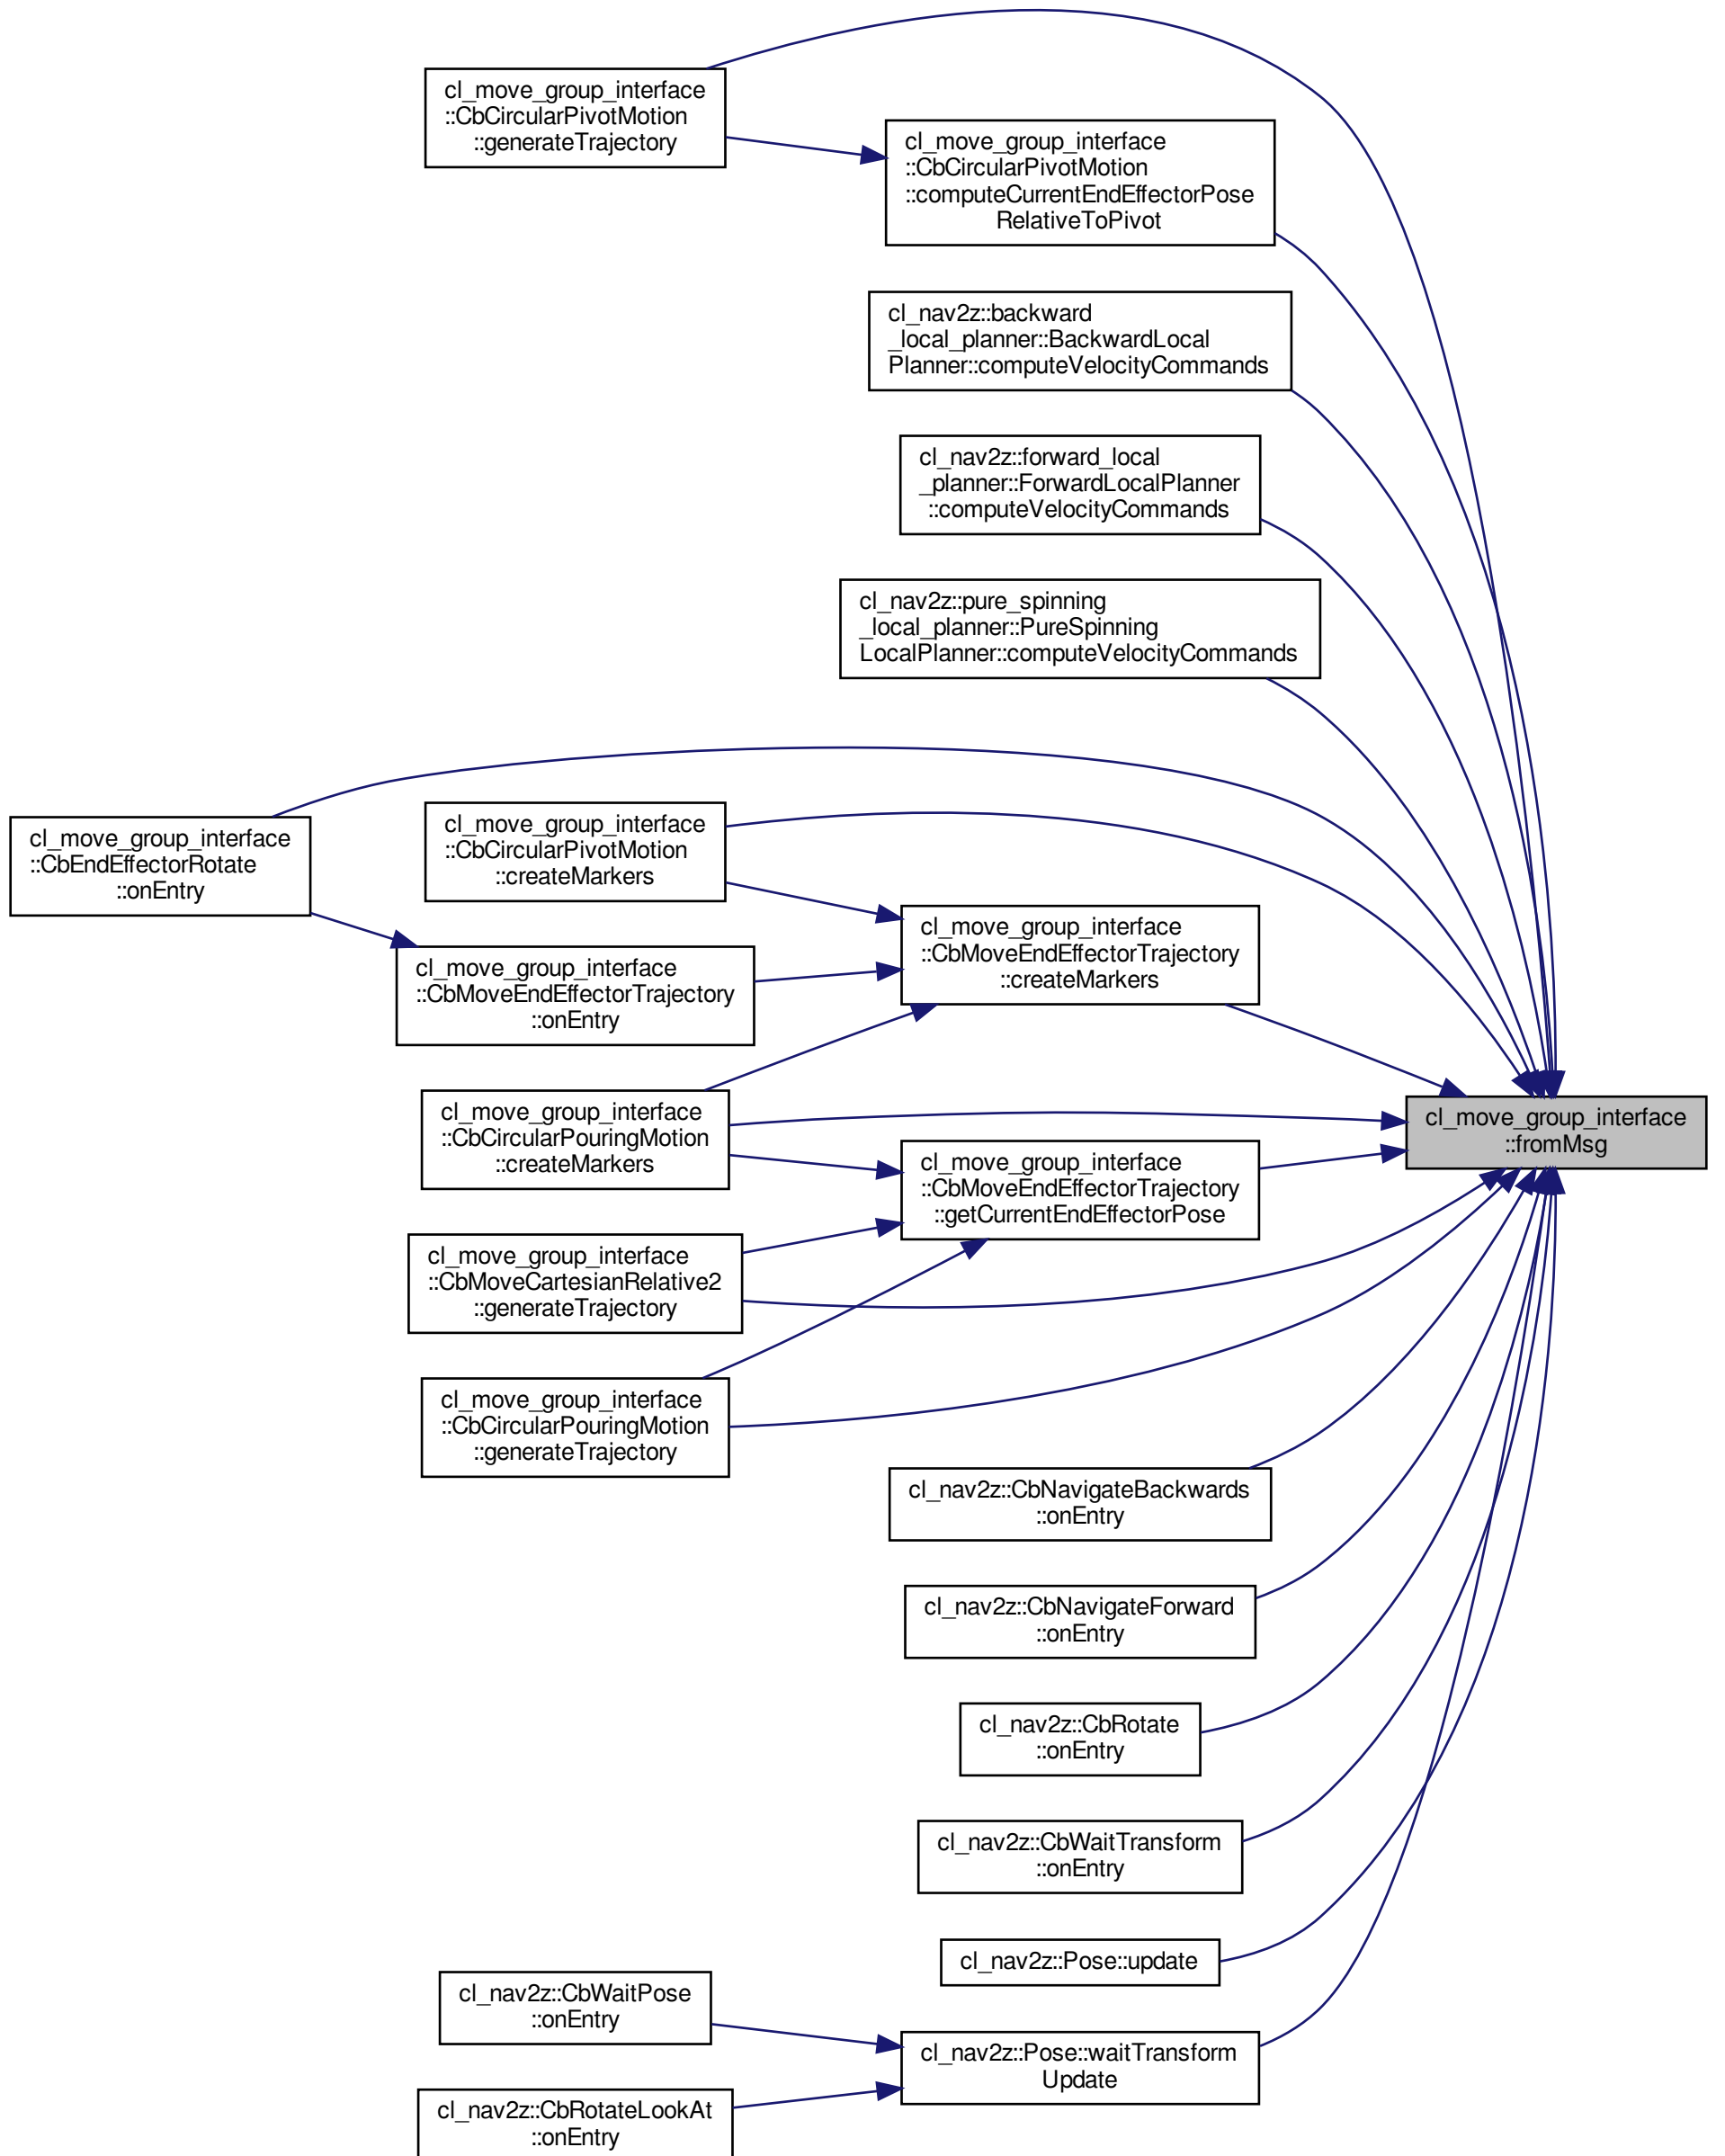 cl_move_group_interface
::CbCircularPivotMotion
::generateTrajectory
cl_move_group_interface
::CbCircularPivotMotion
::computeCurrentEndEffectorPose
RelativeToPivot
cl_nav2z::backward
_local_planner::BackwardLocal
Planner::computeVelocityCommands
cl_nav2z::forward_local
_planner::ForwardLocalPlanner
::computeVelocityCommands
cl_nav2z::pure_spinning
_local_planner::PureSpinning
LocalPlanner::computeVelocityCommands
cl_move_group_interface
::CbEndEffectorRotate
::onEntry
cl_move_group_interface
::CbCircularPivotMotion
::createMarkers
cl_move_group_interface
::CbMoveEndEffectorTrajectory
::createMarkers
cl_move_group_interface
::CbMoveEndEffectorTrajectory
::onEntry
cl_move_group_interface
::CbCircularPouringMotion
::createMarkers
cl_move_group_interface
::fromMsg
cl_move_group_interface
::CbMoveEndEffectorTrajectory
::getCurrentEndEffectorPose
cl_move_group_interface
::CbMoveCartesianRelative2
::generateTrajectory
cl_move_group_interface
::CbCircularPouringMotion
::generateTrajectory
cl_nav2z::CbNavigateBackwards
::onEntry
cl_nav2z::CbNavigateForward
::onEntry
cl_nav2z::CbRotate
::onEntry
cl_nav2z::CbWaitTransform
::onEntry
cl_nav2z::Pose::update
cl_nav2z::CbWaitPose
::onEntry
cl_nav2z::Pose::waitTransform
Update
cl_nav2z::CbRotateLookAt
::onEntry